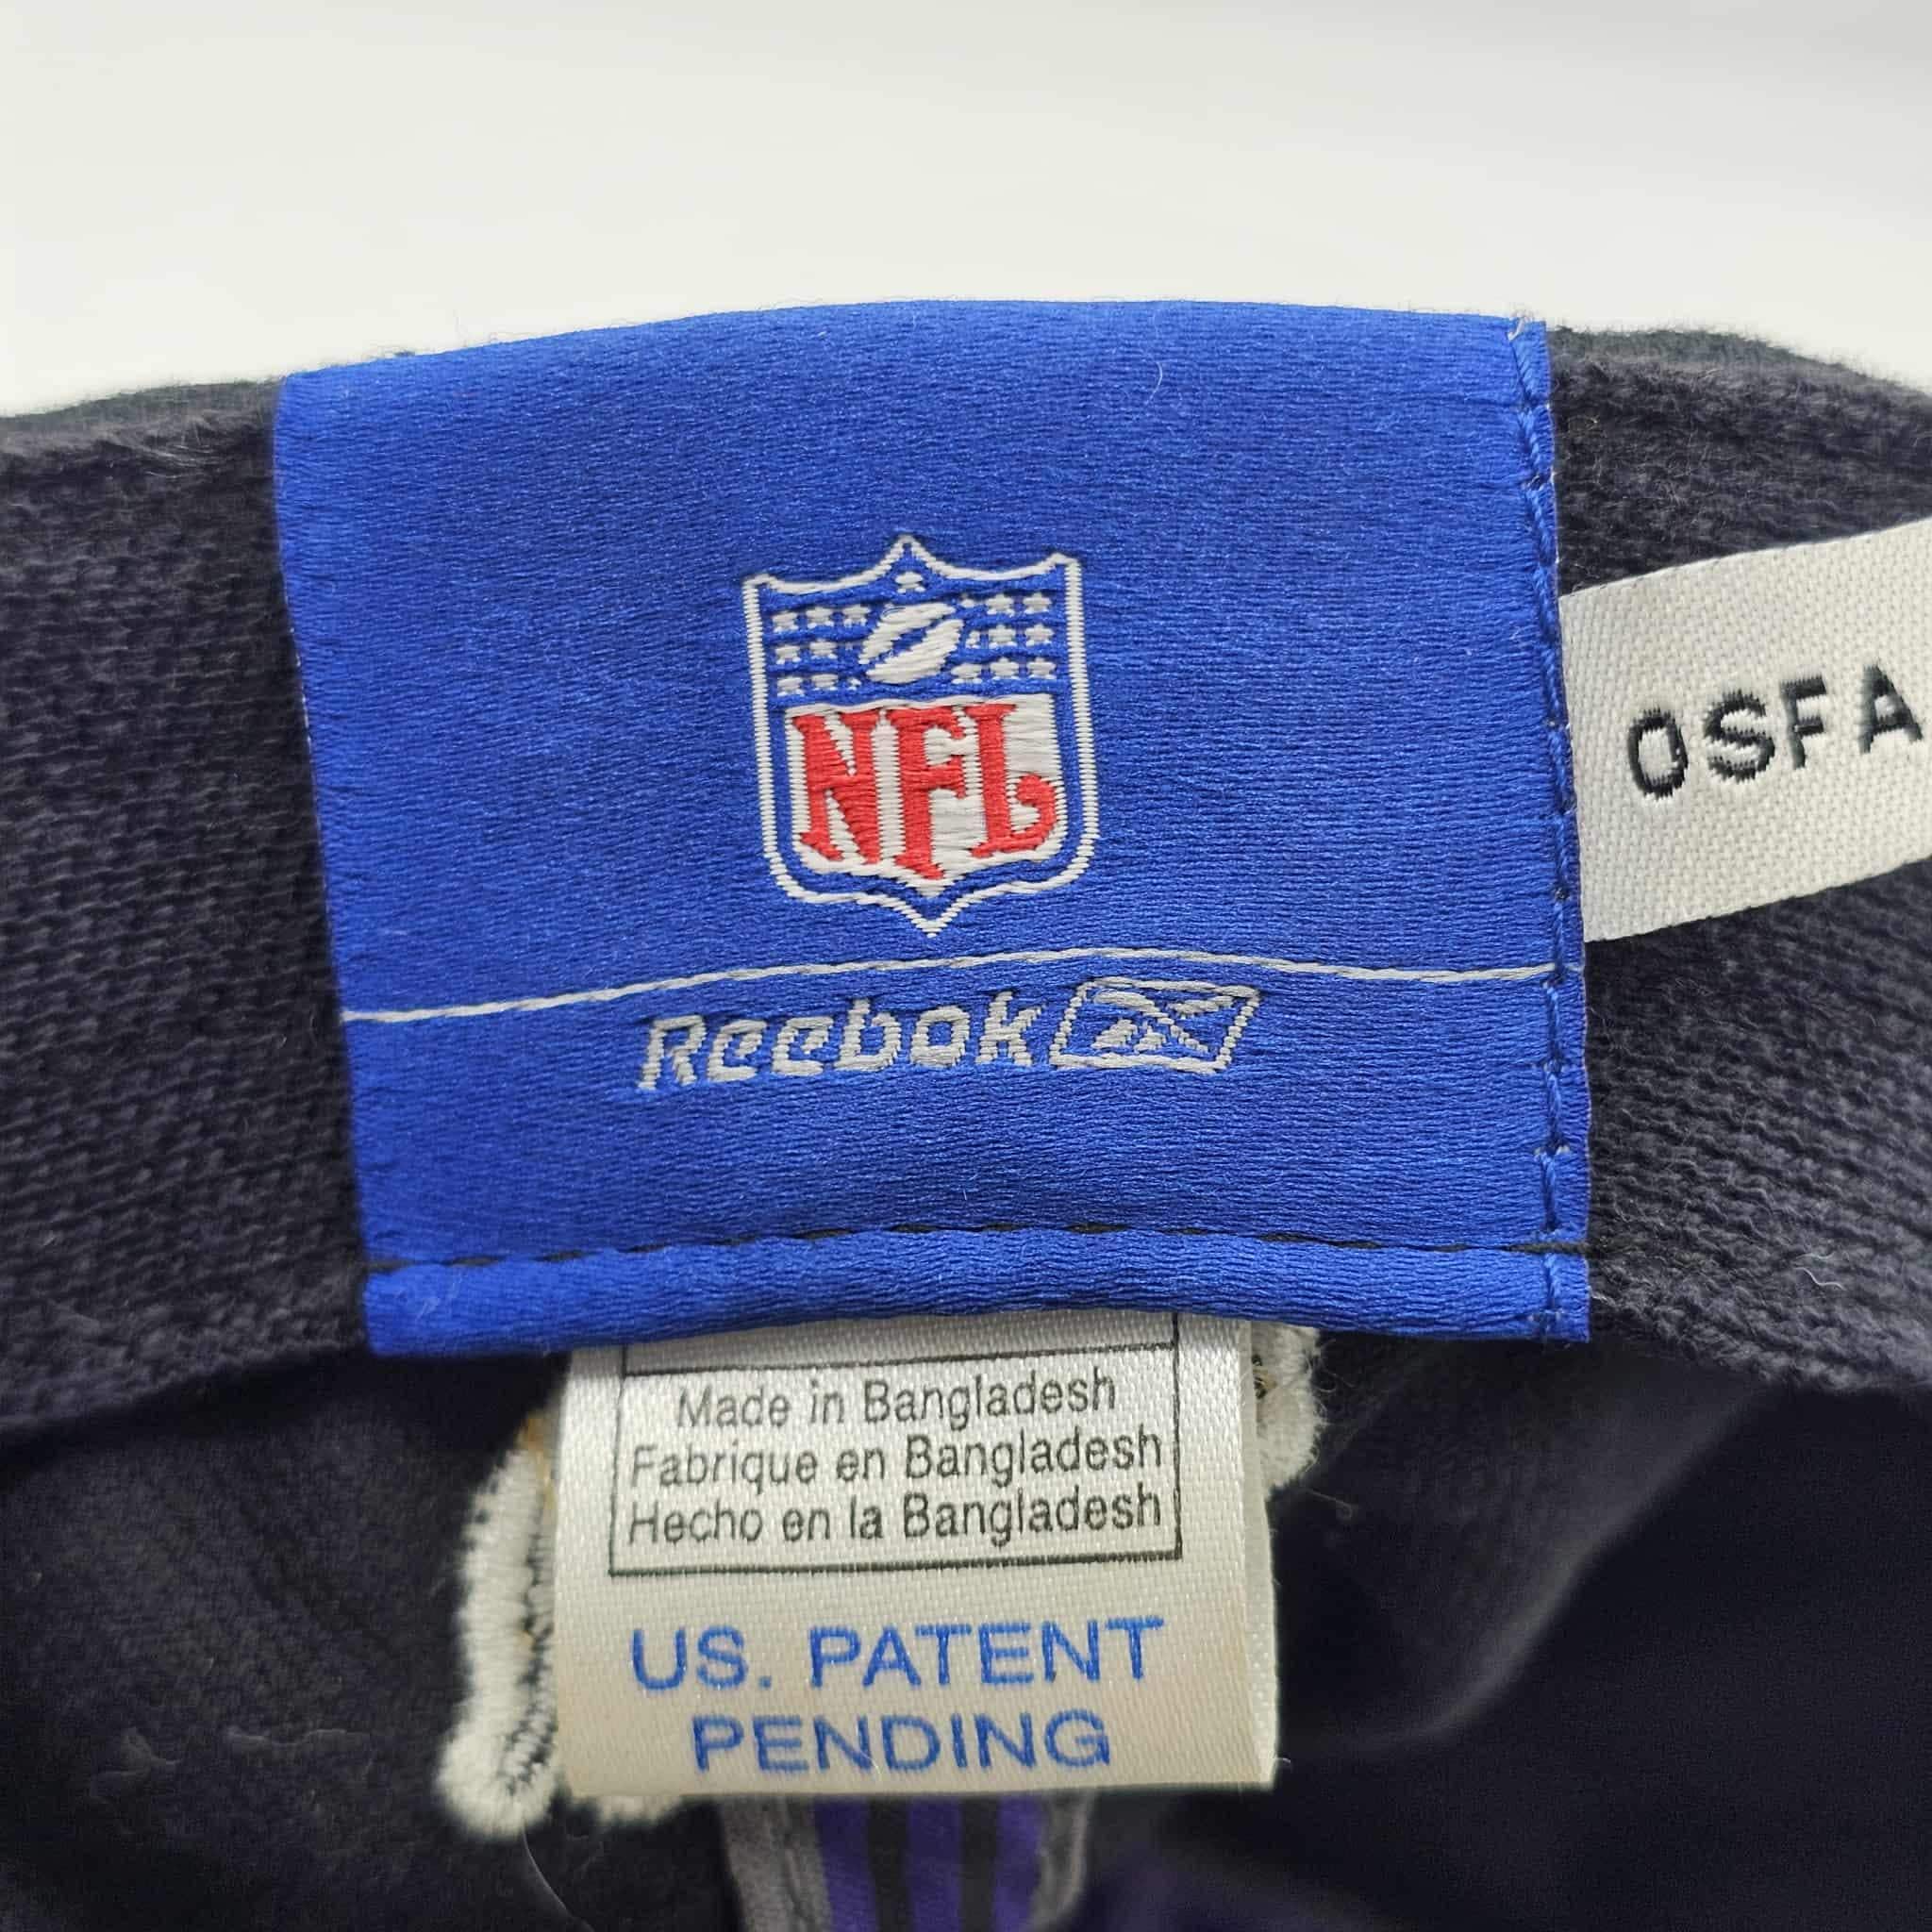 NFL
Reebok
OSFA
Made in Bangladesh
Fabrique en Bangladesh
Hecho en la Bangladesh
US. PATENT
PENDING